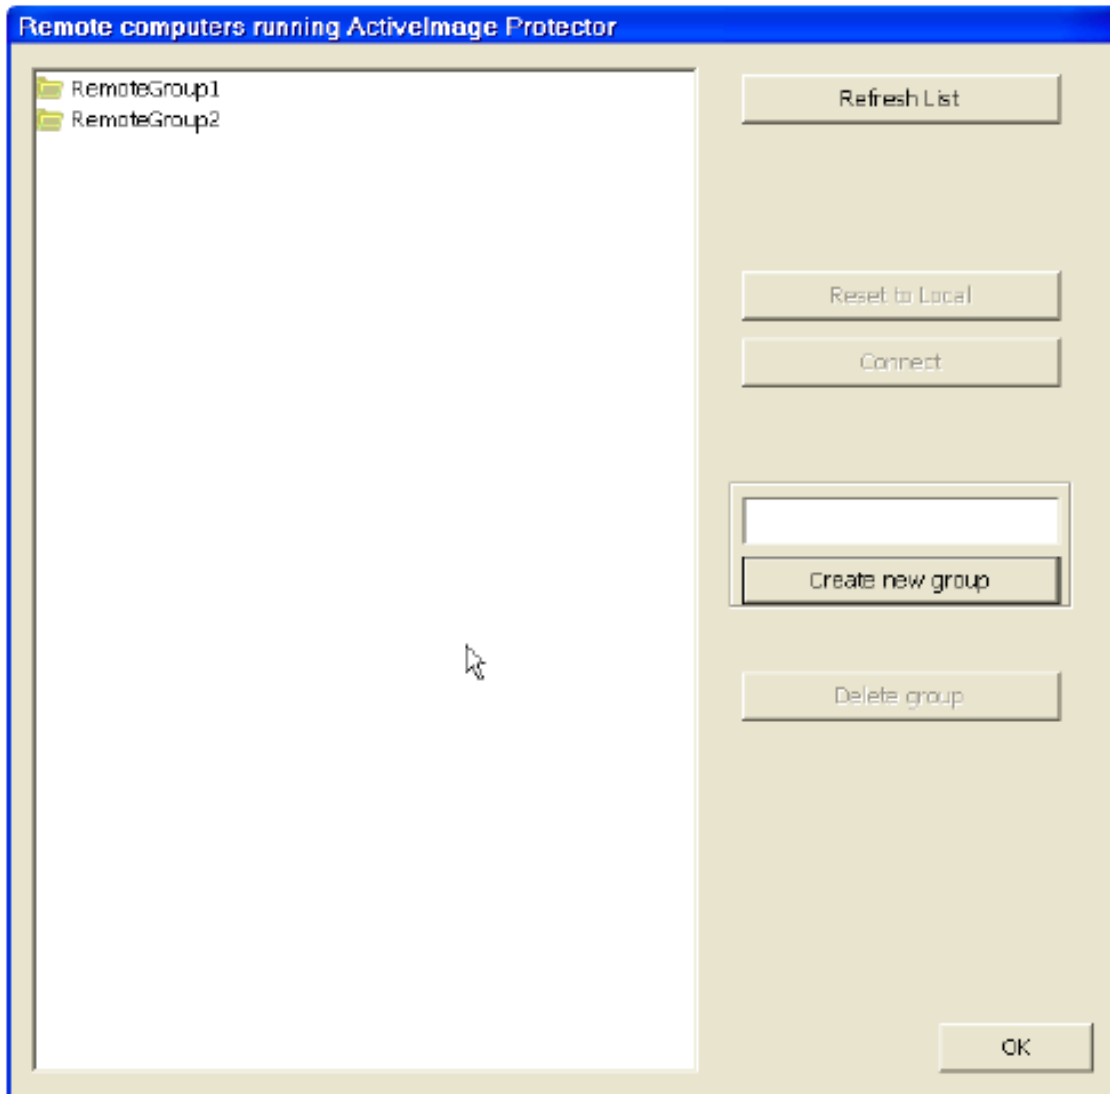 Remote computers running ActiveImage Protector
RemoteGroup1
RemoteGroup2
Refresh List
Reset to Local
Connect
Create new group
Delete group
OK